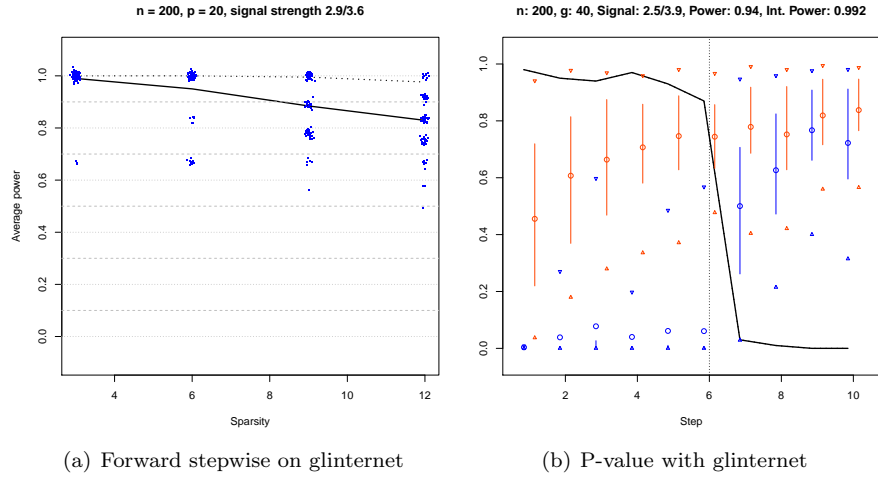 n = 200, p = 20, signal strength 2.9/3.6
1.0
0.8
0.6
0.4
0.2
0.0
Average power
4 6 8 10 12
Sparsity
(a) Forward stepwise on glinternet
n: 200, g: 40, Signal: 2.5/3.9, Power: 0.94, Int. Power: 0.992
1.0
0.8
0.6
0.4
0.2
0.0
2 4 6 8 10
Step
(b) P-value with glinternet